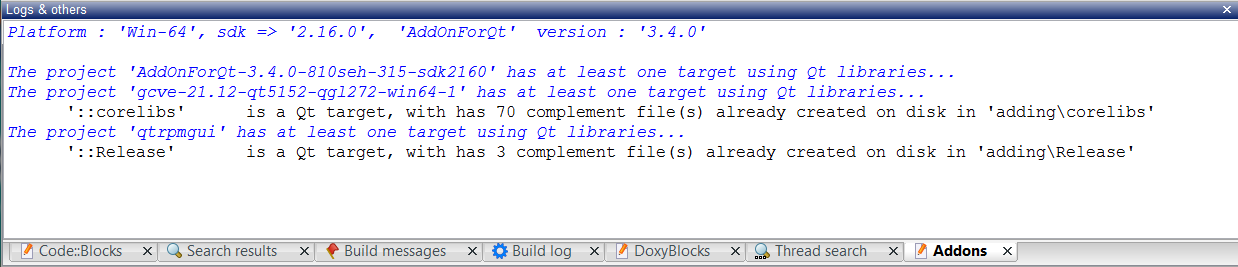 Logs & others
Platform : 'Win-64', sdk => '2.16.0', 'AddOnForQt' version : '3.4.0'
The project 'AddOnForQt-3.4.0-810seh-315-sdk2160' has at least one target using Qt libraries...
The project 'gcve-21.12-qt5152-qgl272-win64-1' has at least one target using Qt libraries...
'::corelibs' is a Qt target, with has 70 complement file(s) already created on disk in 'adding\corelibs'
The project 'qtrpmgui' has at least one target using Qt libraries...
'::Release' is a Qt target, with has 3 complement file(s) already created on disk in 'adding\Release'
Code::Blocks Search results Build messages Build log DoxyBlocks Thread search Addons